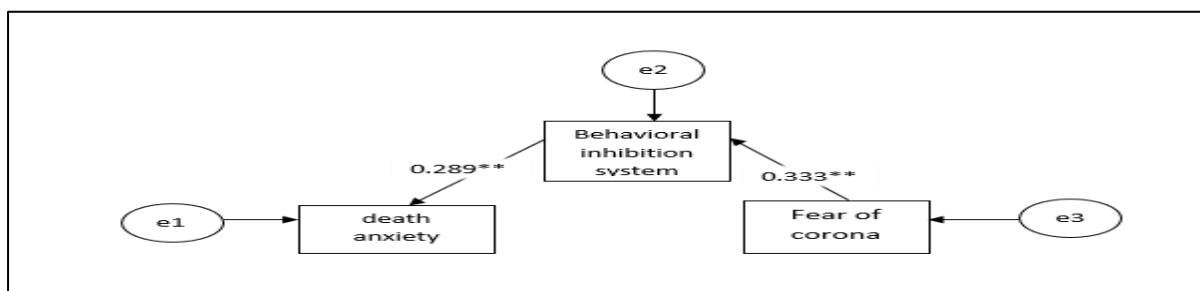 e2
Behavioral
inhibition
system
0.289**
0.333**
e1
death
anxiety
Fear of
corona
e3